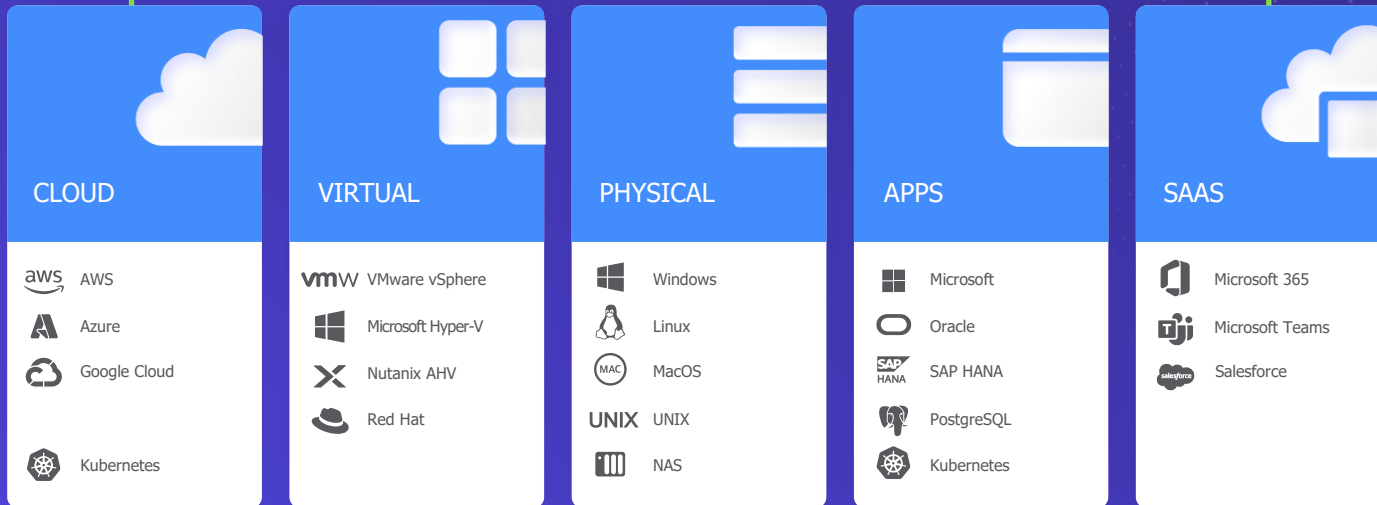 CLOUD
aws AWS
Azure
Google Cloud
Kubernetes
VIRTUAL
vmw VMware vSphere
Microsoft Hyper-V
Nutanix AHV
Red Hat
PHYSICAL
Windows
Linux
MAC MacOS
UNIX UNIX
NAS
APPS
Microsoft
Oracle
SAP HANA SAP HANA
PostgreSQL
Kubernetes
SAAS
Microsoft 365
Microsoft Teams
salesforce Salesforce